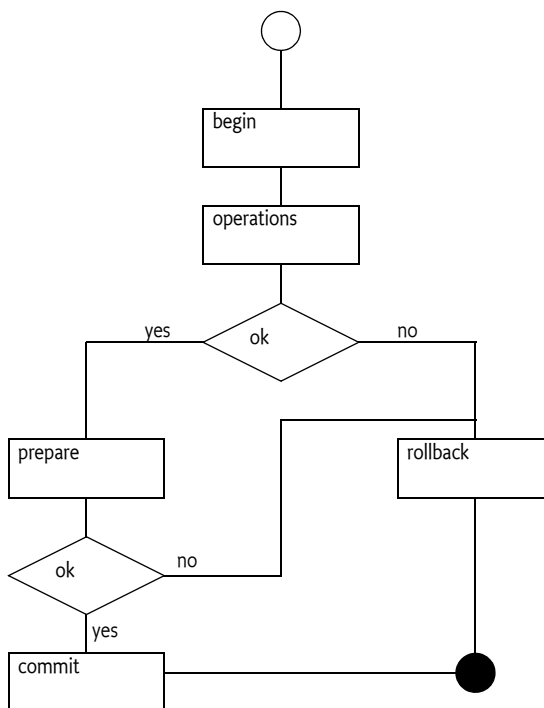 begin
operations
yes
ok
no
prepare
rollback
ok
no
yes
commit